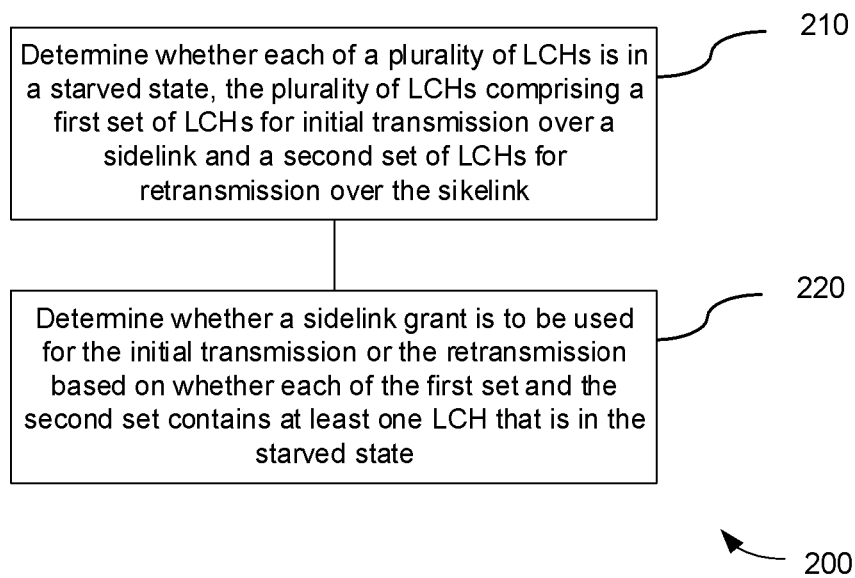 210
Determine whether each of a plurality of LCHs is in
a starved state, the plurality of LCHs comprising a
first set of LCHs for initial transmission over a
sidelink and a second set of LCHs for
retransmission over the sikelink
220
Determine whether a sidelink grant is to be used
for the initial transmission or the retransmission
based on whether each of the first set and the
second set contains at least one LCH that is in the
starved state
200